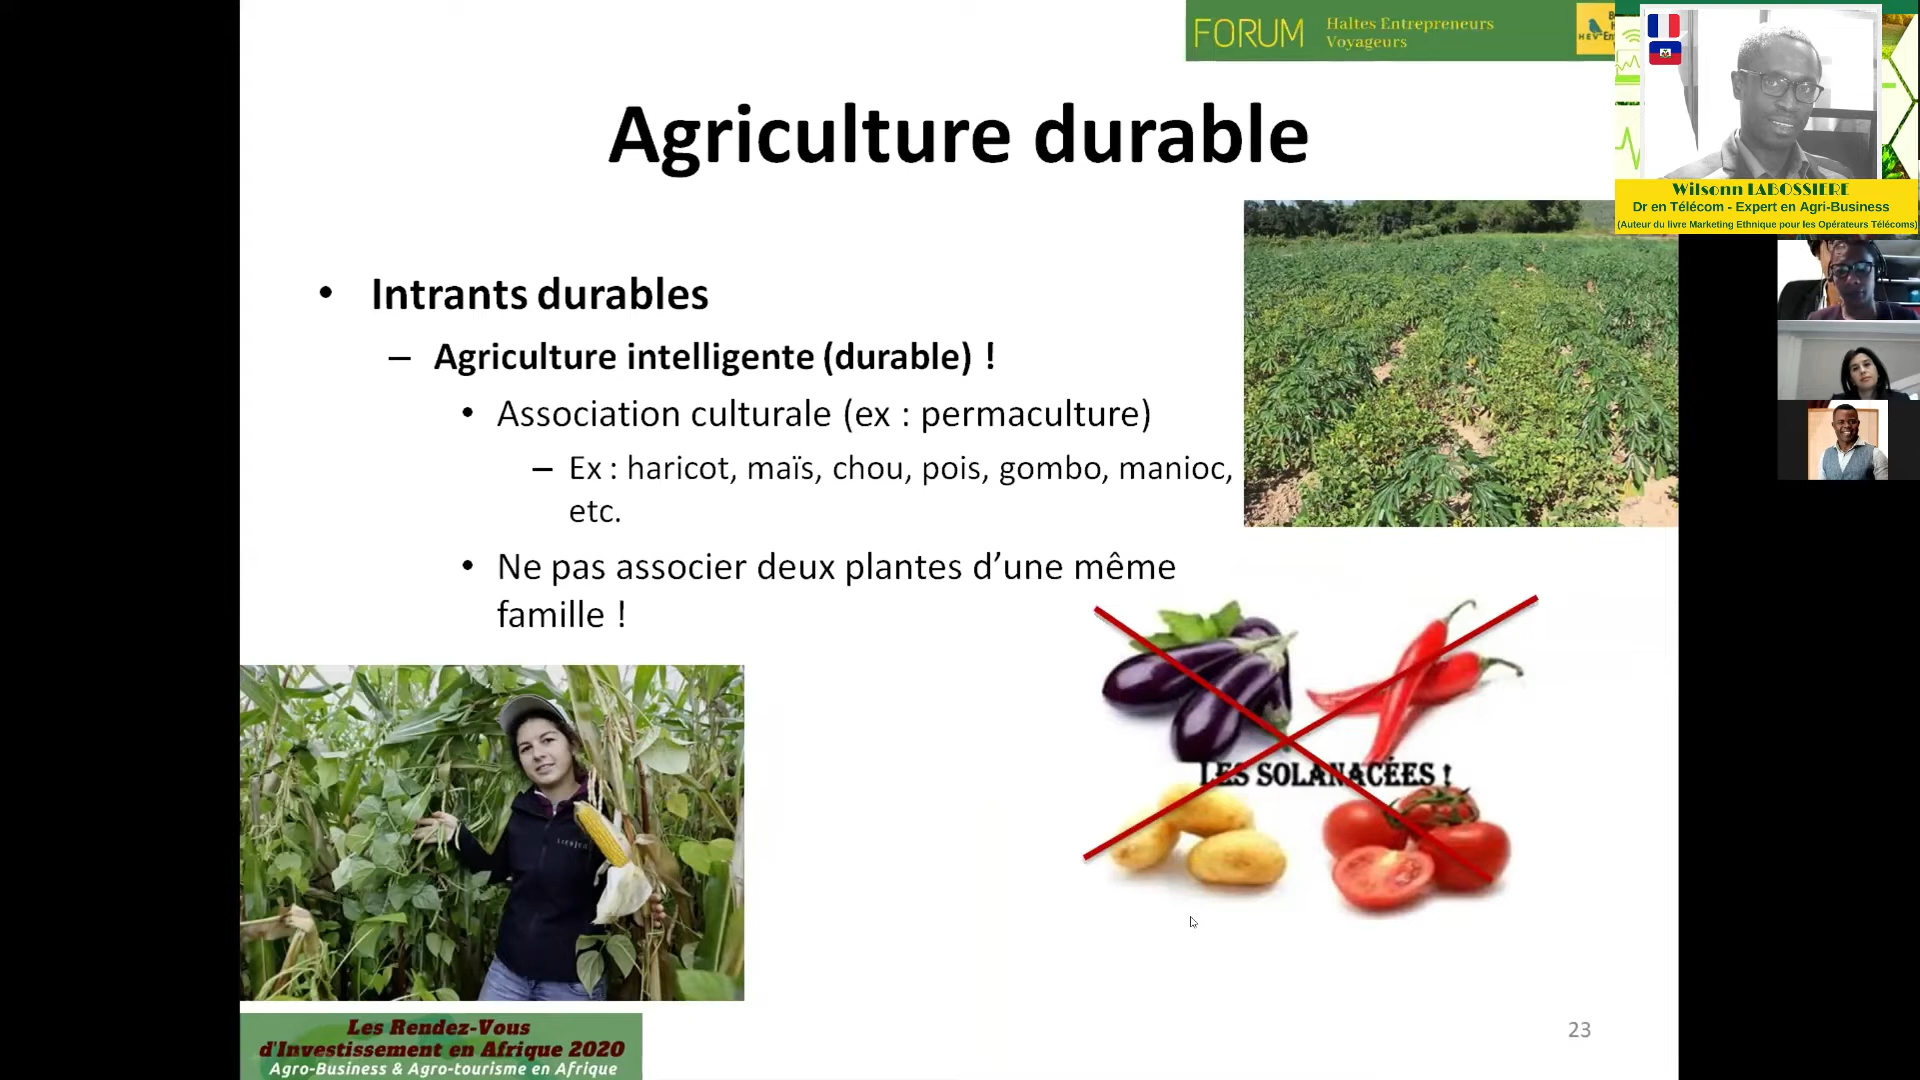 FORUM
Haltes Entrepreneurs
Voyageurs
Wilsonn LABOSSIERE
Dr en Télécom - Expert en Agri-Business
(Auteur du livre Marketing Ethnique pour les Opérateurs Télécoms)
Agriculture durable
• Intrants durables
– Agriculture intelligente (durable) !
• Association culturale (ex : permaculture)
– Ex : haricot, maïs, chou, pois, gombo, manioc,
etc.
• Ne pas associer deux plantes d’une même
famille !
LES SOLANACÉES !
Les Rendez-Vous
d'Investissement en Afrique 2020
Agro-Business & Agro-tourisme en Afrique
23